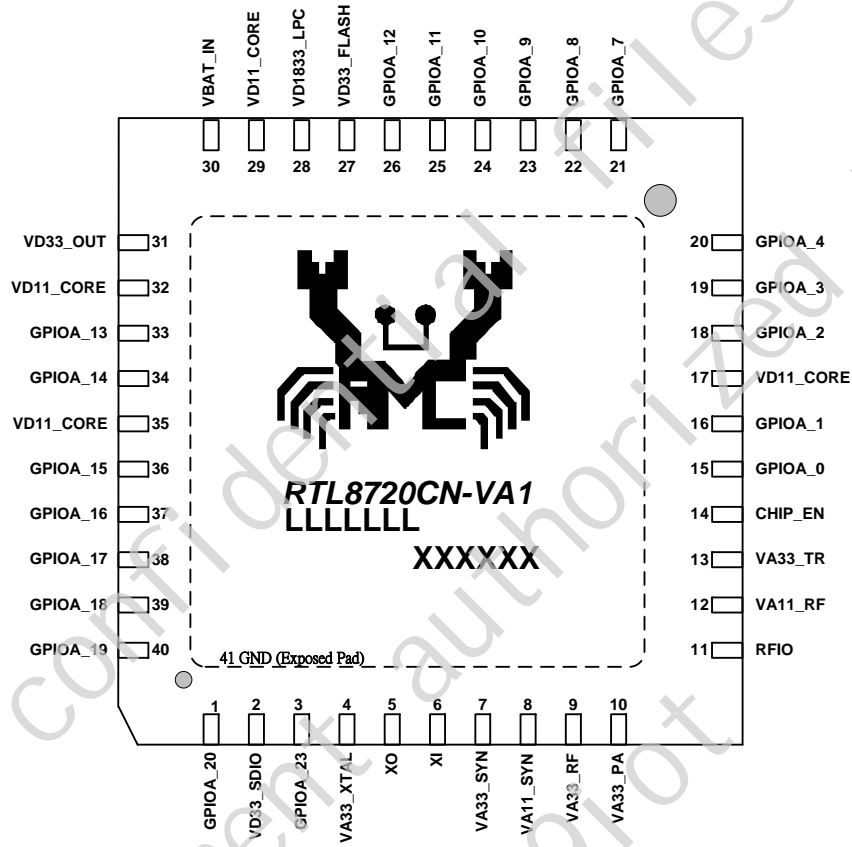 VBAT_IN
VD11_CORE
VD1833_LPC
VD33_FLASH
GPIOA_12
GPIOA_11
GPIOA_10
GPIOA_9
GPIOA_8
GPIOA_7
30 29 28 27 26 25 24 23 22 21
VD33_OUT 31
VD11_CORE 32
GPIOA_13 33
GPIOA_14 34
VD11_CORE 35
GPIOA_15 36
GPIOA_16 37
GPIOA_17 38
GPIOA_18 39
GPIOA_19 40
RTL8720CN-VA1
LLLLLLL
XXXXXX
41 GND (Exposed Pad)
20 GPIOA_4
19 GPIOA_3
18 GPIOA_2
17 VD11_CORE
16 GPIOA_1
15 GPIOA_0
14 CHIP_EN
13 VA33_TR
12 VA11_RF
11 RFIO
1 2 3 4 5 6 7 8 9 10
GPIOA_20
VD33_SDIO
GPIOA_23
VA33_XTAL
XO
XI
VA33_SYN
VA11_SYN
VA33_RF
VA33_PA
confidential files
authorized